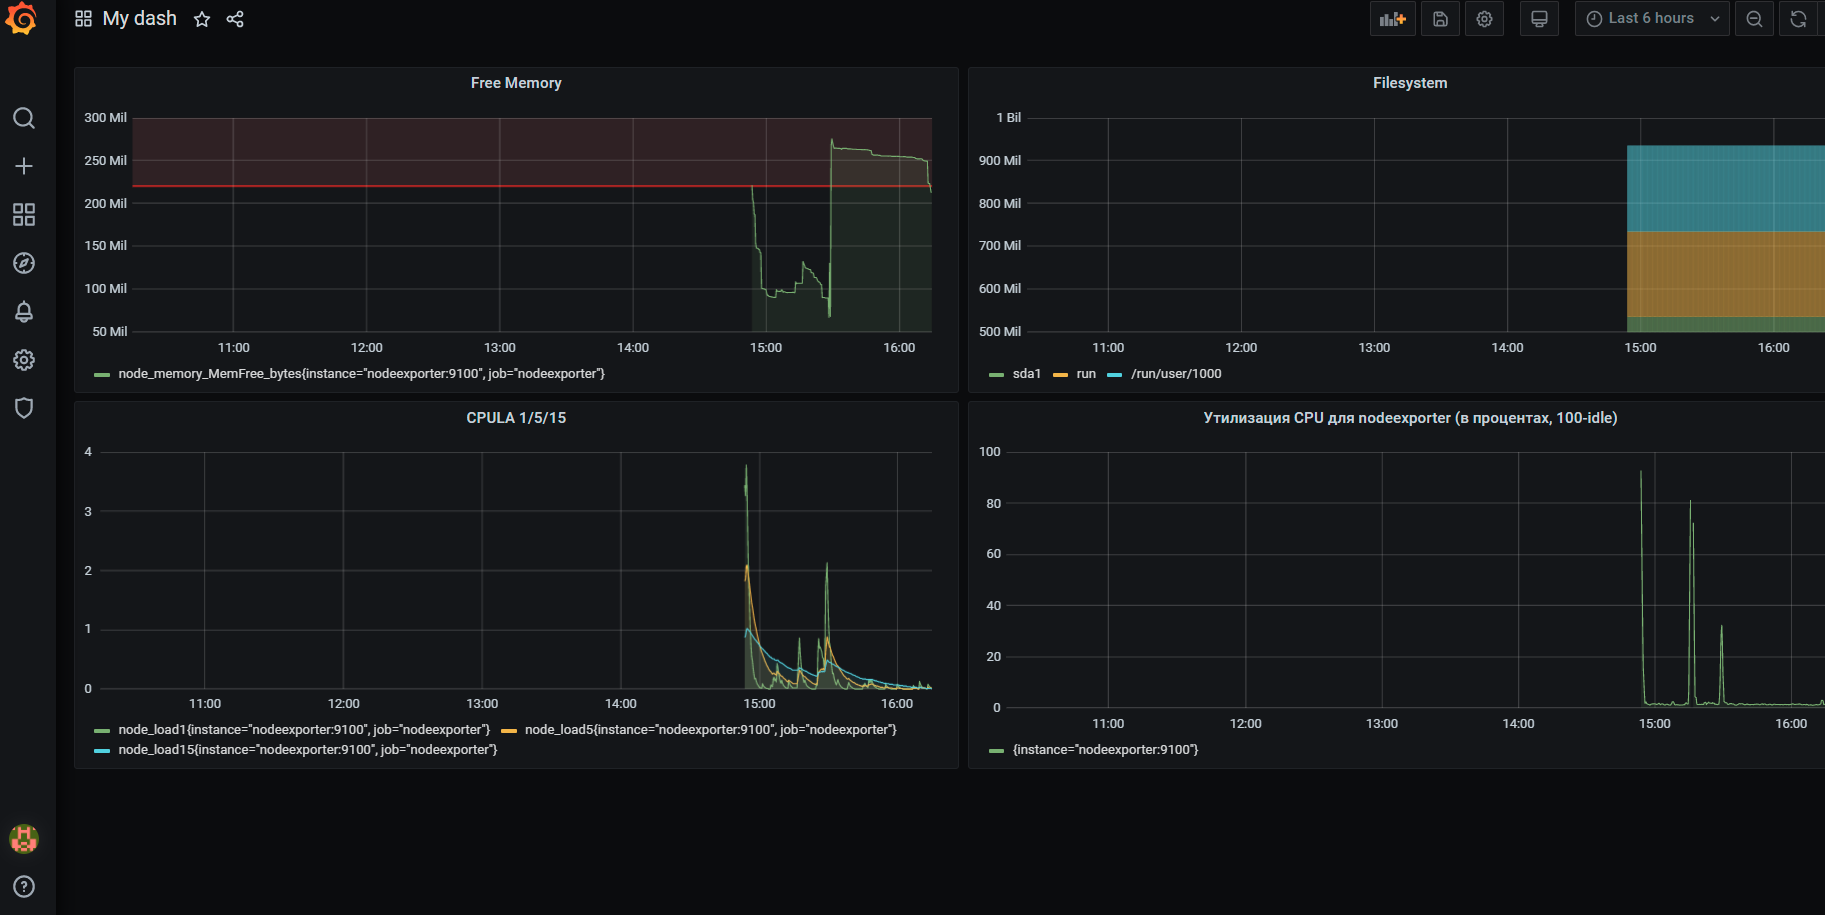 My dash
Last 6 hours
Free Memory
300 Mil
250 Mil
200 Mil
150 Mil
100 Mil
50 Mil
11:00 12:00 13:00 14:00 15:00 16:00
node_memory_MemFree_bytes{instance="nodeexporter:9100", job="nodeexporter"}
Filesystem
1 Bil
900 Mil
800 Mil
700 Mil
600 Mil
500 Mil
11:00 12:00 13:00 14:00 15:00 16:00
sda1 run /run/user/1000
CPULA 1/5/15
4
3
2
1
0
11:00 12:00 13:00 14:00 15:00 16:00
node_load1{instance="nodeexporter:9100", job="nodeexporter"} node_load5{instance="nodeexporter:9100", job="nodeexporter"}
node_load15{instance="nodeexporter:9100", job="nodeexporter"}
Утилизация CPU для nodeexporter (в процентах, 100-idle)
100
80
60
40
20
0
11:00 12:00 13:00 14:00 15:00 16:00
{instance="nodeexporter:9100"}